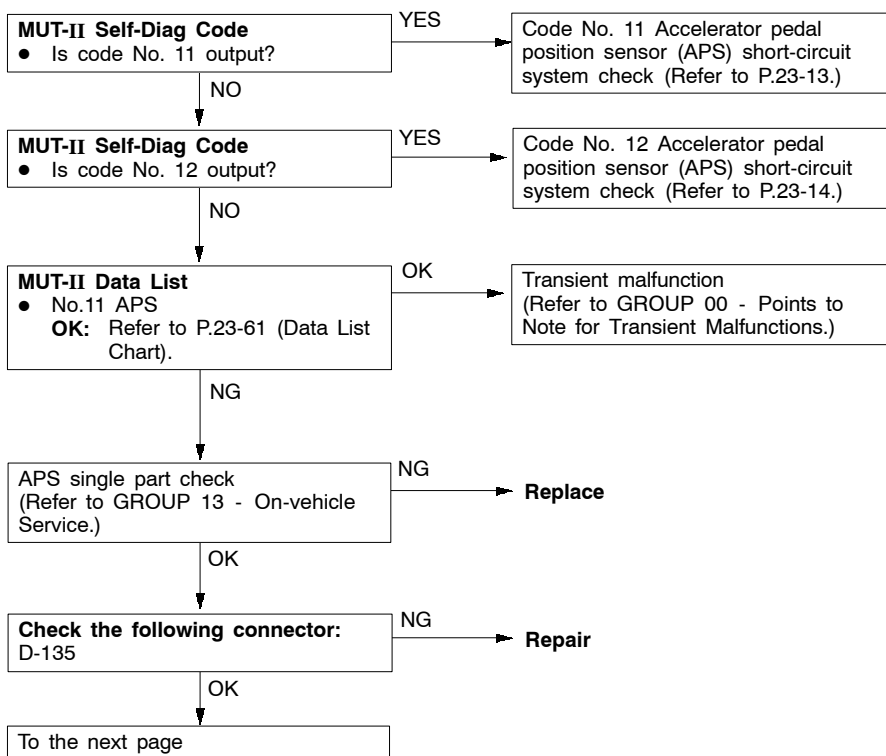 MUT-II Self-Diag Code
● Is code No. 11 output?
YES
Code No. 11 Accelerator pedal
position sensor (APS) short-circuit
system check (Refer to P.23-13.)
NO
MUT-II Self-Diag Code
● Is code No. 12 output?
YES
Code No. 12 Accelerator pedal
position sensor (APS) short-circuit
system check (Refer to P.23-14.)
NO
MUT-II Data List
● No.11 APS
OK: Refer to P.23-61 (Data List
Chart).
OK
Transient malfunction
(Refer to GROUP 00 - Points to
Note for Transient Malfunctions.)
NG
APS single part check
(Refer to GROUP 13 - On-vehicle
Service.)
NG
Replace
OK
Check the following connector:
D-135
NG
Repair
OK
To the next page